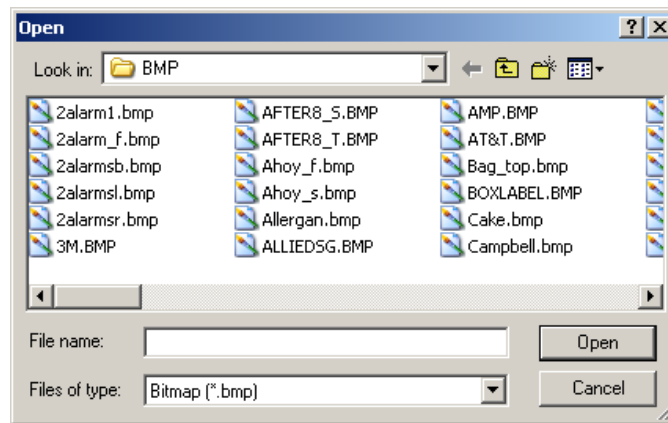 Open
Look in: BMP
2alarm1.bmp
2alarm_f.bmp
2alarmsb.bmp
2alarmsl.bmp
2alarmsr.bmp
3M.BMP
AFTER8_S.BMP
AFTER8_T.BMP
Ahoy_f.bmp
Ahoy_s.bmp
Allergan.bmp
ALLIEDSG.BMP
AMP.BMP
AT&T.BMP
Bag_top.bmp
BOXLABEL.BMP
Cake.bmp
Campbell.bmp
File name:
Open
Files of type: Bitmap (*.bmp)
Cancel